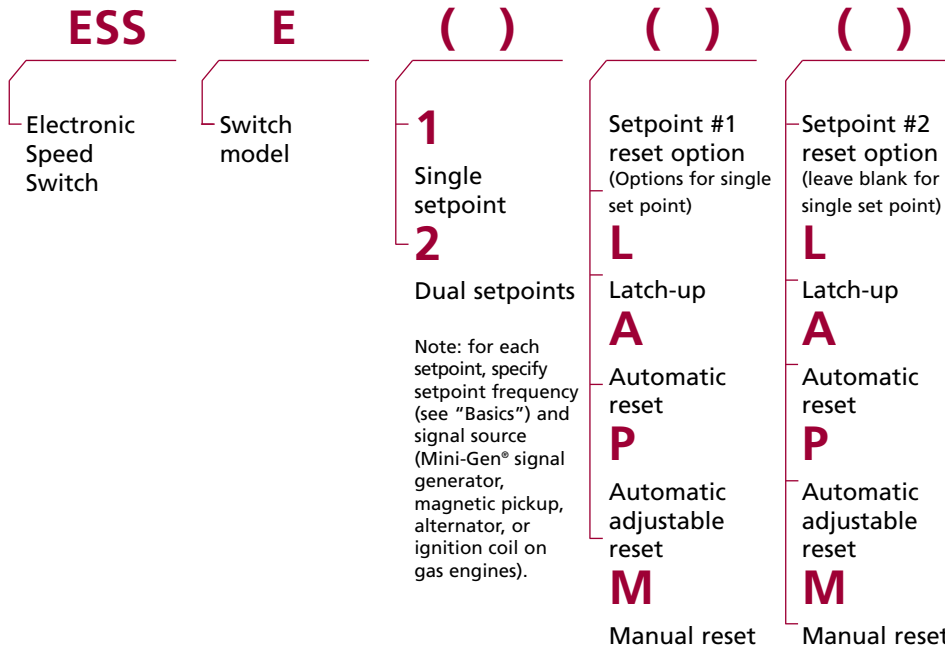 ESS E ( ) ( ) ( )
Electronic
Speed
Switch
Switch
model
1
Single
setpoint
2
Dual setpoints
Note: for each
setpoint, specify
setpoint frequency
(see “Basics”) and
signal source
(Mini-Gen® signal
generator,
magnetic pickup,
alternator, or
ignition coil on
gas engines).
Setpoint #1
reset option
(Options for single
set point)
L
Latch-up
A
Automatic
reset
P
Automatic
adjustable
reset
M
Manual reset
Setpoint #2
reset option
(leave blank for
single set point)
L
Latch-up
A
Automatic
reset
P
Automatic
adjustable
reset
M
Manual reset